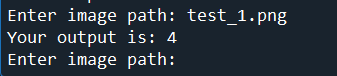 Enter image path: test_1.png
Your output is: 4
Enter image path: